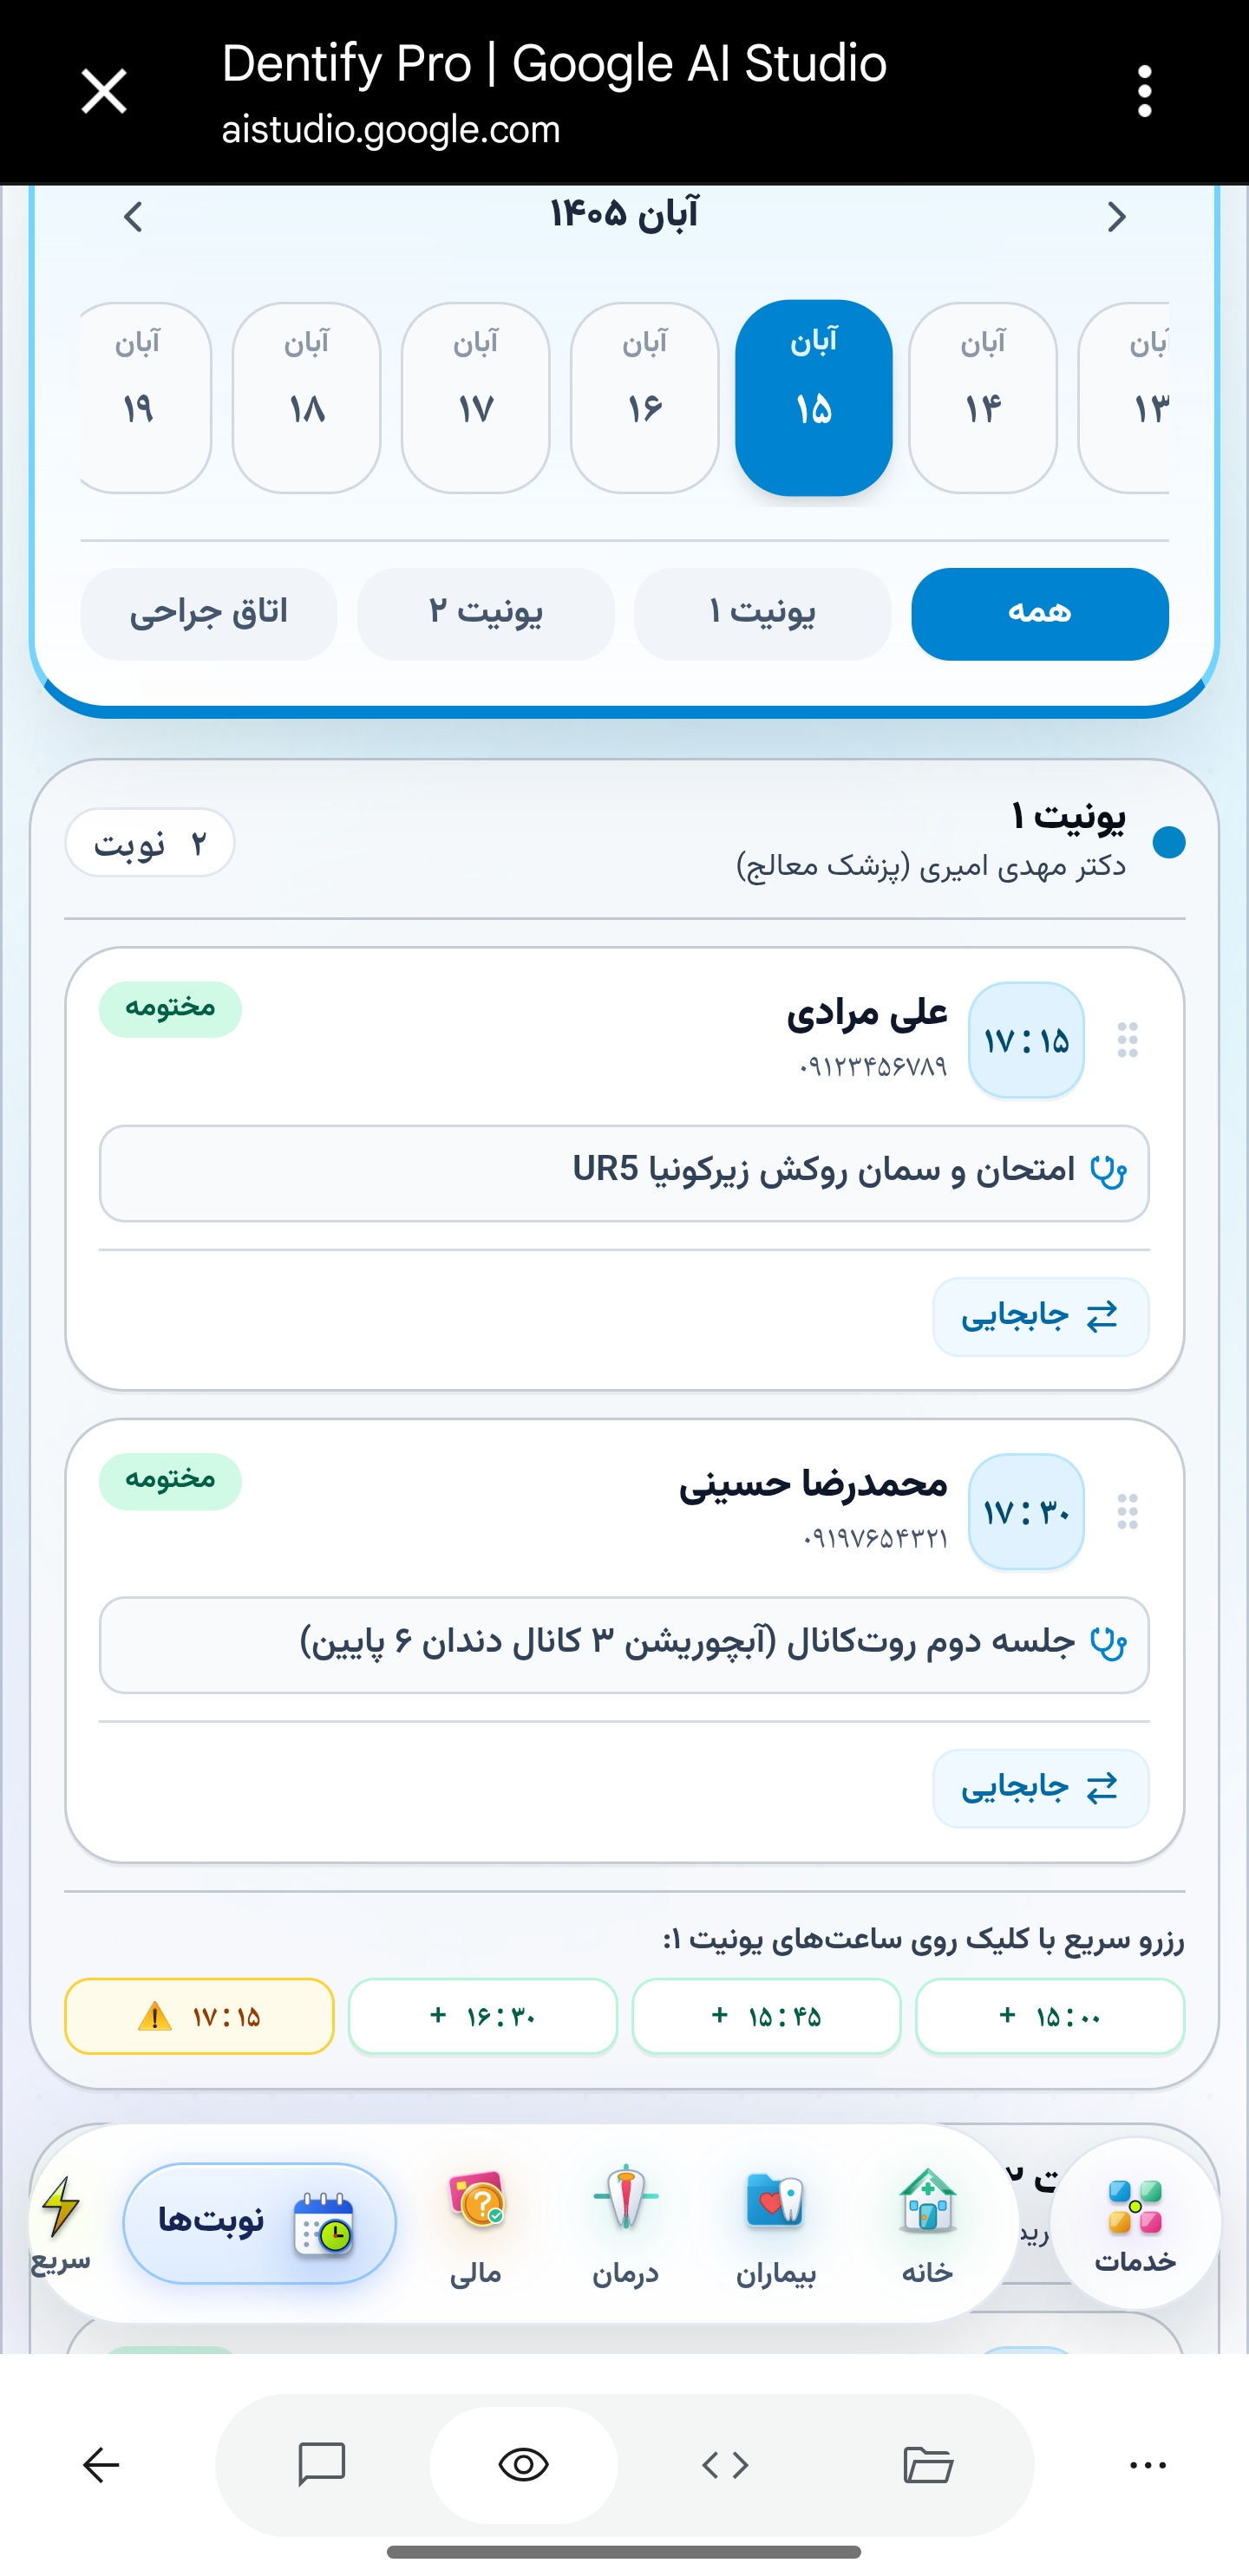 Dentify Pro | Google AI Studio
aistudio.google.com
آبان ۱۴۰۵
آبان
۱۳
آبان
۱۴
آبان
۱۵
آبان
۱۶
آبان
۱۷
آبان
۱۸
آبان
۱۹
همه
یونیت ۱
یونیت ۲
اتاق جراحی
یونیت ۱
دکتر مهدی امیری (پزشک معالج)
۲ نوبت
۱۷:۱۵
علی مرادی
۰۹۱۲۳۴۵۶۷۸۹
مختومه
امتحان و سمان روکش زیرکونیا UR5
جابجایی
۱۷:۳۰
محمدرضا حسینی
۰۹۱۹۷۶۵۴۳۲۱
مختومه
جلسه دوم روت‌کانال (آبچوریشن ۳ کانال دندان ۶ پایین)
جابجایی
رزرو سریع با کلیک روی ساعت‌های یونیت ۱:
۱۵:۰۰ +
۱۵:۴۵ +
۱۶:۳۰ +
۱۷:۱۵
خدمات
خانه
بیماران
درمان
مالی
نوبت‌ها
سریع